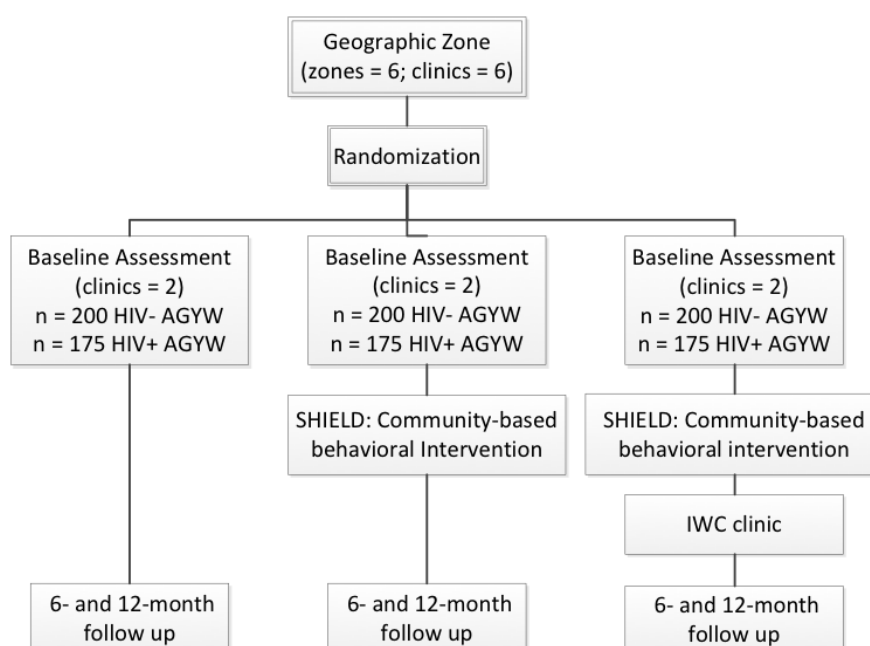 Geographic Zone
(zones = 6; clinics = 6)
Randomization
Baseline Assessment
(clinics = 2)
n = 200 HIV- AGYW
n = 175 HIV+ AGYW
Baseline Assessment
(clinics = 2)
n = 200 HIV- AGYW
n = 175 HIV+ AGYW
Baseline Assessment
(clinics = 2)
n = 200 HIV- AGYW
n = 175 HIV+ AGYW
SHIELD: Community-based
behavioral Intervention
SHIELD: Community-based
behavioral intervention
IWC clinic
6- and 12-month
follow up
6- and 12-month
follow up
6- and 12-month
follow up